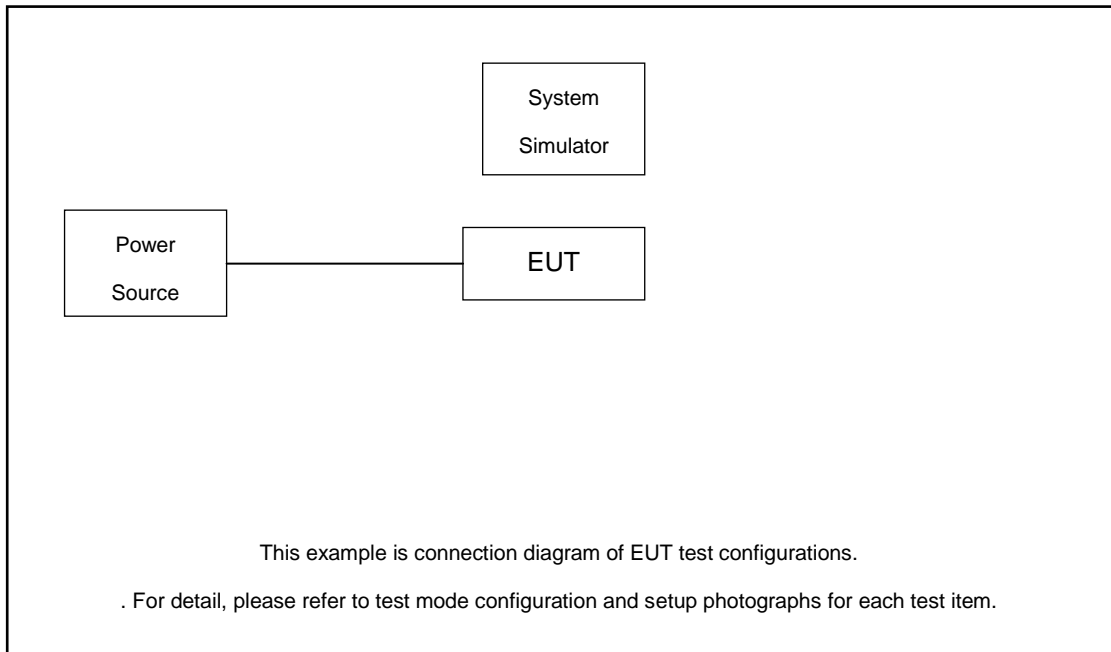 System
Simulator
Power
Source
EUT
This example is connection diagram of EUT test configurations.
. For detail, please refer to test mode configuration and setup photographs for each test item.